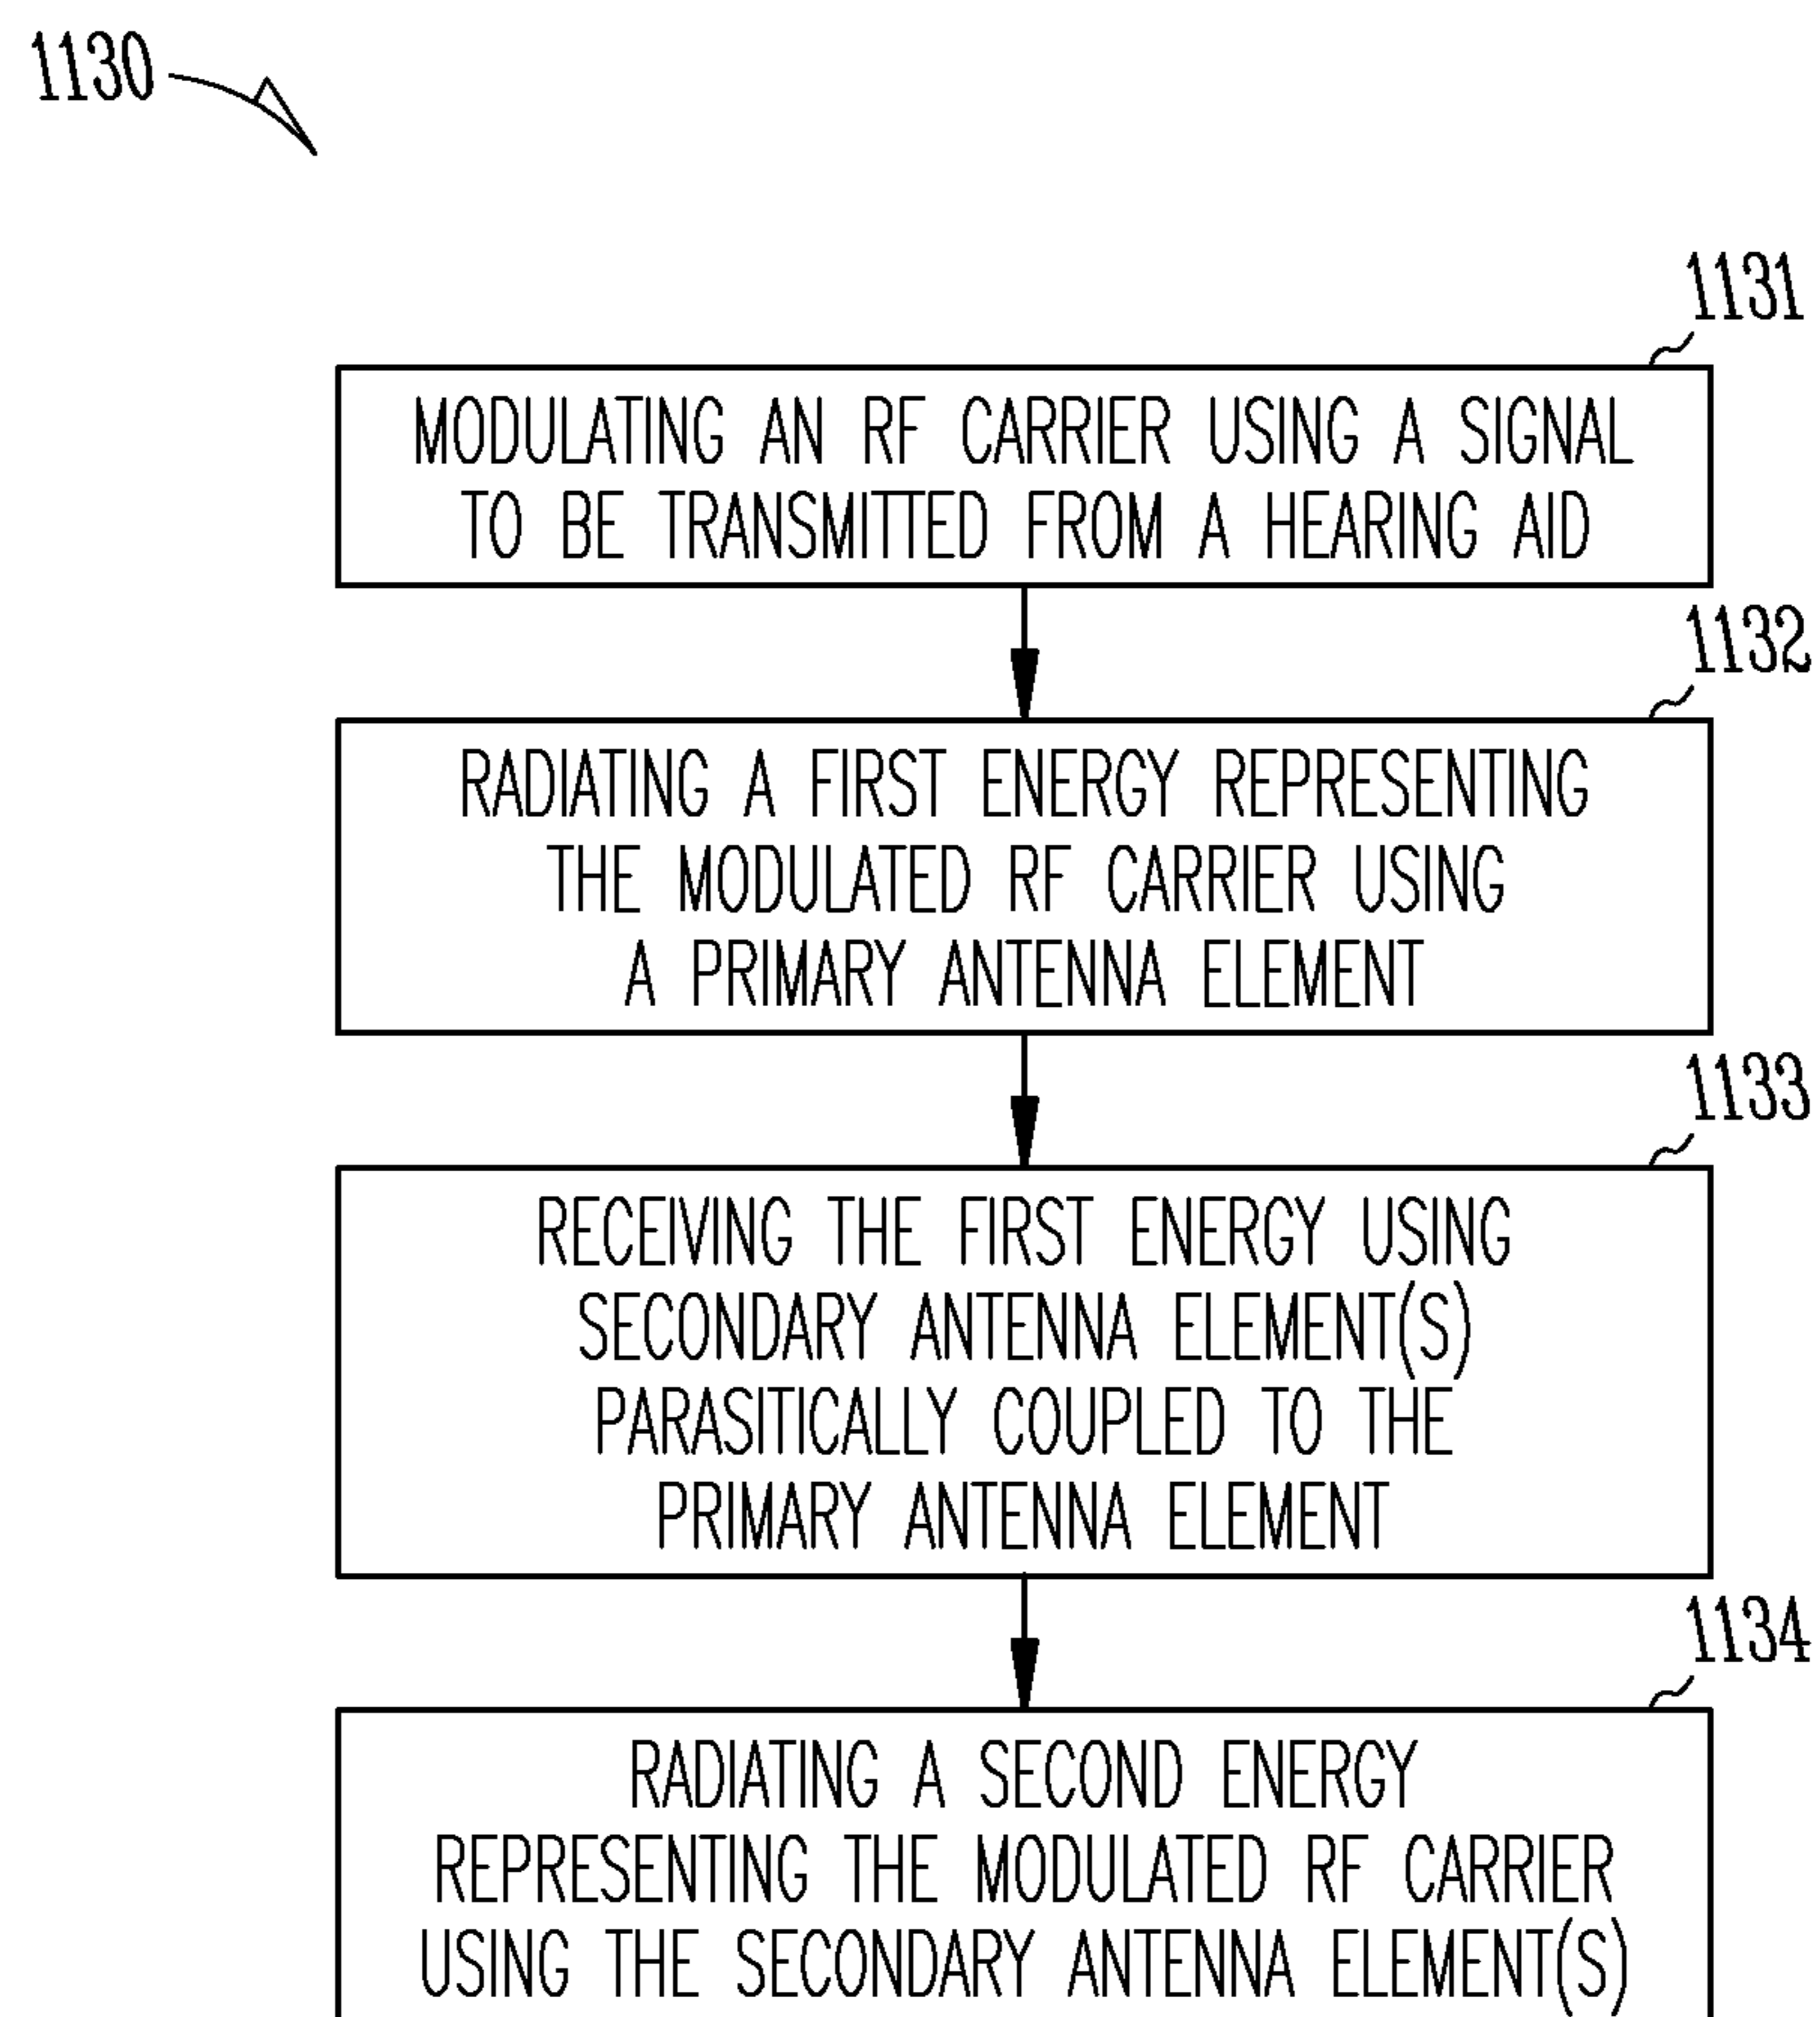 1130
1131
MODULATING AN RF CARRIER USING A SIGNAL
TO BE TRANSMITTED FROM A HEARING AID
1132
RADIATING A FIRST ENERGY REPRESENTING
THE MODULATED RF CARRIER USING
A PRIMARY ANTENNA ELEMENT
1133
RECEIVING THE FIRST ENERGY USING
SECONDARY ANTENNA ELEMENT(S)
PARASITICALLY COUPLED TO THE
PRIMARY ANTENNA ELEMENT
1134
RADIATING A SECOND ENERGY
REPRESENTING THE MODULATED RF CARRIER
USING THE SECONDARY ANTENNA ELEMENT(S)